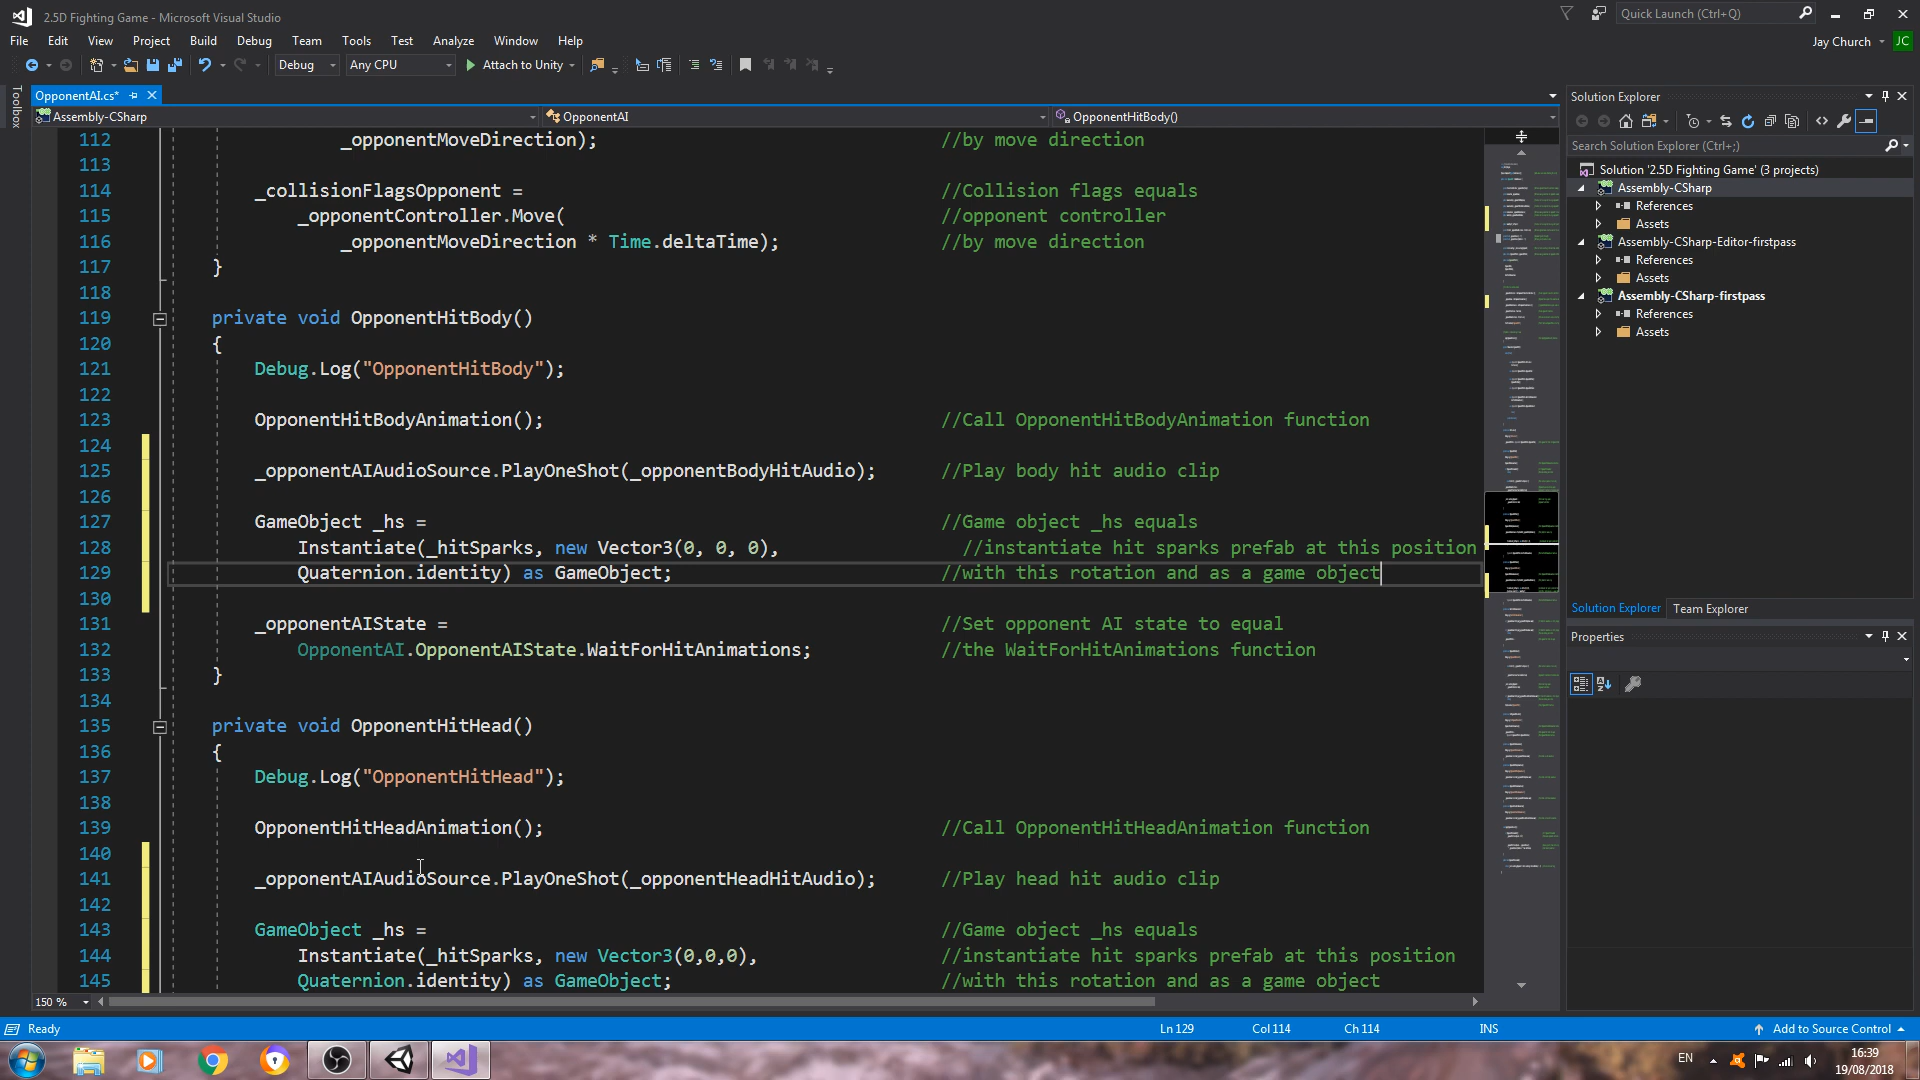 2.5D Fighting Game - Microsoft Visual Studio
Quick Launch (Ctrl+Q)
File Edit View Project Build Debug Team Tools Test Analyze Window Help
Jay Church JC
Debug Any CPU Attach to Unity
Toolbox
OpponentAI.cs*
Assembly-CSharp OpponentAI OpponentHitBody()
112 _opponentMoveDirection); //by move direction
113
114 _collisionFlagsOpponent = //Collision flags equals
115 _opponentController.Move( //opponent controller
116 _opponentMoveDirection * Time.deltaTime); //by move direction
117 }
118
119 private void OpponentHitBody()
120 {
121 Debug.Log("OpponentHitBody");
122
123 OpponentHitBodyAnimation(); //Call OpponentHitBodyAnimation function
124
125 _opponentAIAudioSource.PlayOneShot(_opponentBodyHitAudio); //Play body hit audio clip
126
127 GameObject _hs = //Game object _hs equals
128 Instantiate(_hitSparks, new Vector3(0, 0, 0), //instantiate hit sparks prefab at this position
129 Quaternion.identity) as GameObject; //with this rotation and as a game object
130
131 _opponentAIState = //Set opponent AI state to equal
132 OpponentAI.OpponentAIState.WaitForHitAnimations; //the WaitForHitAnimations function
133 }
134
135 private void OpponentHitHead()
136 {
137 Debug.Log("OpponentHitHead");
138
139 OpponentHitHeadAnimation(); //Call OpponentHitHeadAnimation function
140
141 _opponentAIAudioSource.PlayOneShot(_opponentHeadHitAudio); //Play head hit audio clip
142
143 GameObject _hs = //Game object _hs equals
144 Instantiate(_hitSparks, new Vector3(0,0,0), //instantiate hit sparks prefab at this position
145 Quaternion.identity) as GameObject; //with this rotation and as a game object
150 %
Solution Explorer
Search Solution Explorer (Ctrl+;)
Solution '2.5D Fighting Game' (3 projects)
Assembly-CSharp
References
Assets
Assembly-CSharp-Editor-firstpass
References
Assets
Assembly-CSharp-firstpass
References
Assets
Solution Explorer Team Explorer
Properties
Ready Ln 129 Col 114 Ch 114 INS Add to Source Control
EN 16:39
19/08/2018